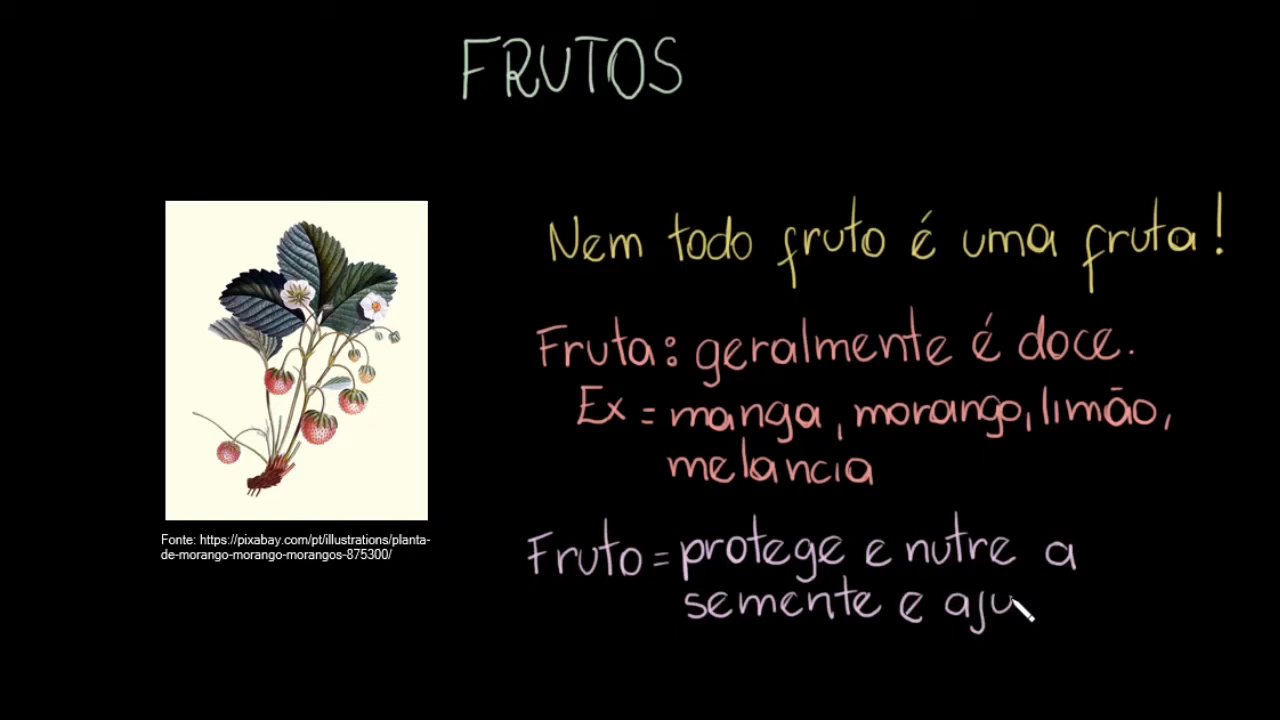 FRUTOS
Nem todo fruto é uma fruta!
Fruta: geralmente é doce.
Ex = manga, morango, limão,
melancia
Fruto = protege e nutre a
semente e aju
Fonte: https://pixabay.com/pt/illustrations/planta-
de-morango-morango-morangos-875300/